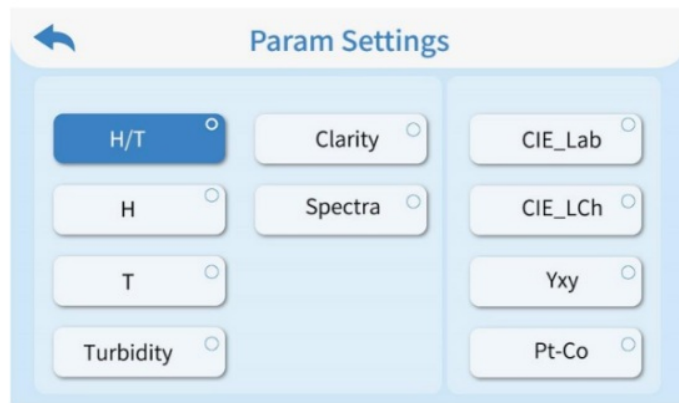 Param Settings
H/T
Clarity
CIE_Lab
H
Spectra
CIE_LCh
T
Yxy
Turbidity
Pt-Co